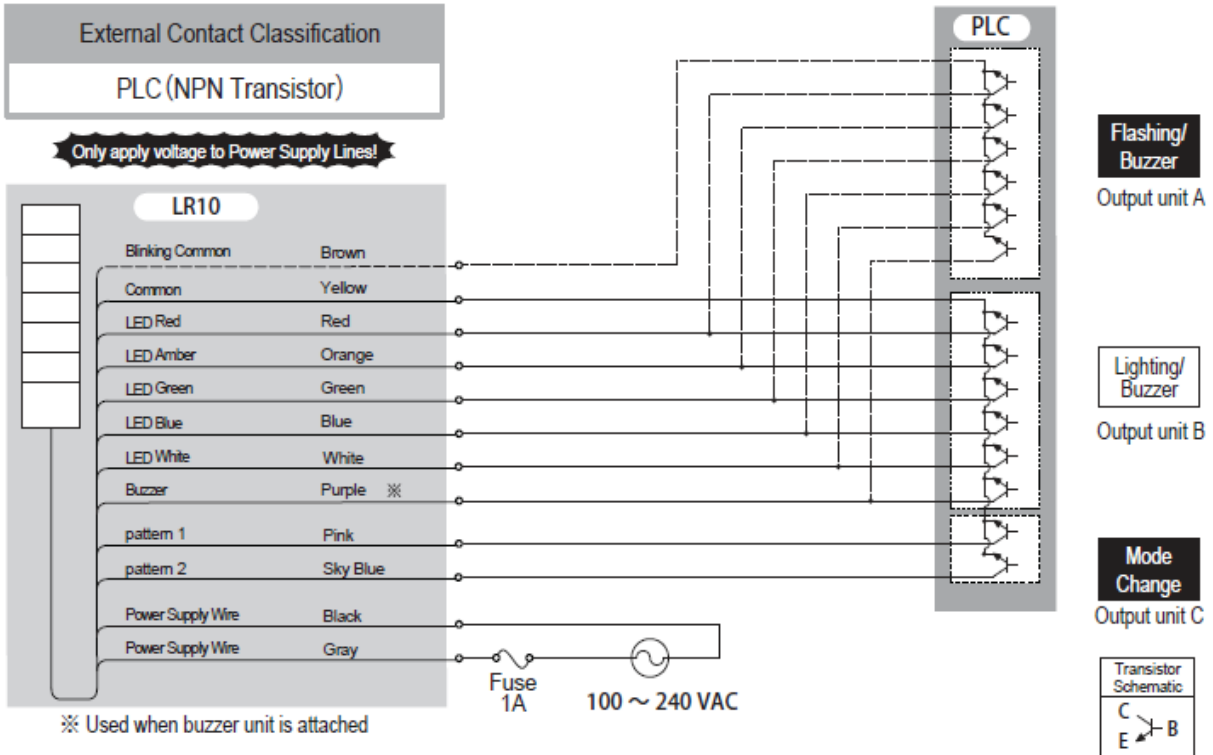 External Contact Classification
PLC (NPN Transistor)
Only apply voltage to Power Supply Lines!
LR10
Blinking Common Brown
Common Yellow
LED Red Red
LED Amber Orange
LED Green Green
LED Blue Blue
LED White White
Buzzer Purple ※
pattern 1 Pink
pattern 2 Sky Blue
Power Supply Wire Black
Power Supply Wire Gray
Fuse
1A
100 ～ 240 VAC
※ Used when buzzer unit is attached
PLC
Flashing/
Buzzer
Output unit A
Lighting/
Buzzer
Output unit B
Mode
Change
Output unit C
Transistor
Schematic
C
B
E